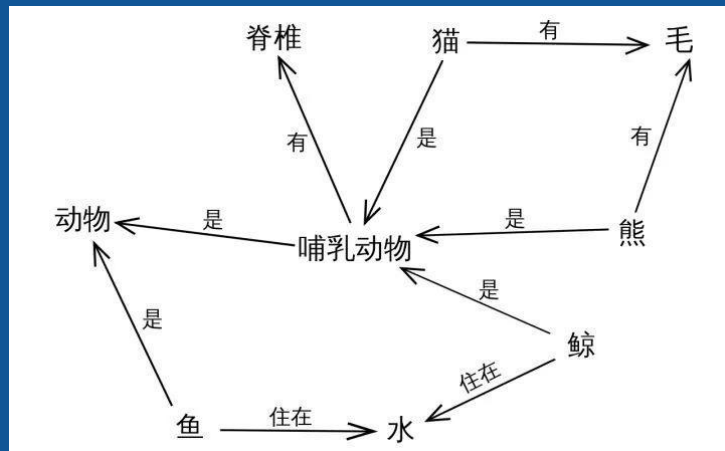 脊椎
猫
有
毛
有
是
有
动物
是
哺乳动物
是
熊
是
是
鲸
住在
鱼
住在
水